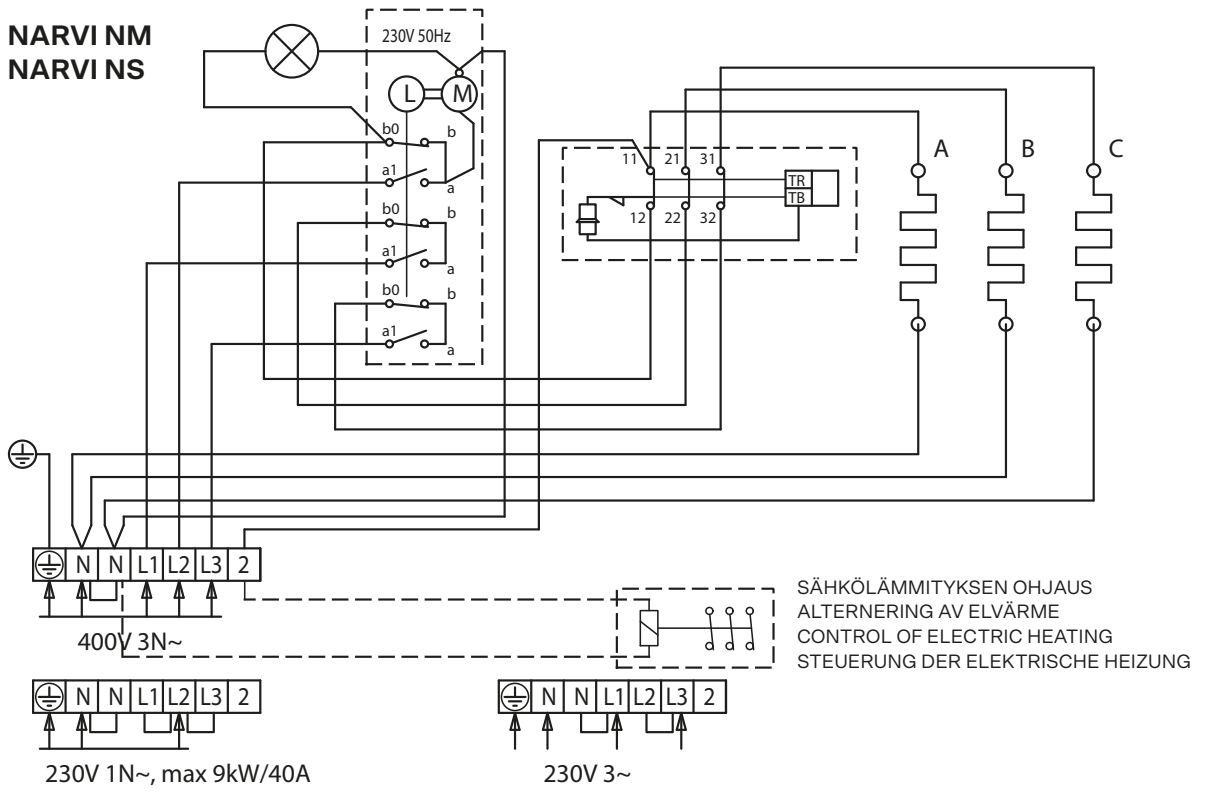 NARVI NM
NARVI NS
230V 50Hz
L M
b0 b
a1 a
b0 b
a1 a
b0 b
a1 a
11 21 31
TR
TB
12 22 32
A B C
N N L1 L2 L3 2
400V 3N~
SÄHKÖLÄMMITYKSEN OHJAUS
ALTERNERING AV ELVÄRME
CONTROL OF ELECTRIC HEATING
STEUERUNG DER ELEKTRISCHE HEIZUNG
N N L1 L2 L3 2
230V 1N~, max 9kW/40A
N N L1 L2 L3 2
230V 3~